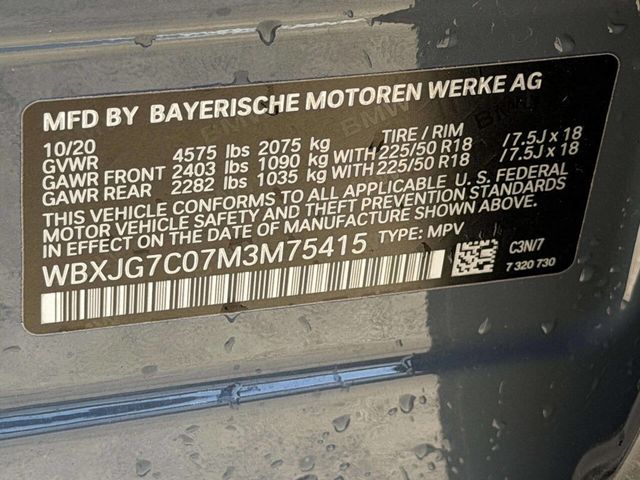 MFD BY BAYERISCHE MOTOREN WERKE AG
10/20 TIRE / RIM
GVWR 4575 lbs 2075 kg
GAWR FRONT 2403 lbs 1090 kg WITH 225/50 R18 / 7.5J x 18
GAWR REAR 2282 lbs 1035 kg WITH 225/50 R18 / 7.5J x 18
THIS VEHICLE CONFORMS TO ALL APPLICABLE U. S. FEDERAL
MOTOR VEHICLE SAFETY AND THEFT PREVENTION STANDARDS
IN EFFECT ON THE DATE OF MANUFACTURE SHOWN ABOVE.
WBXJG7C07M3M75415 TYPE: MPV
C3N/7
7 320 730